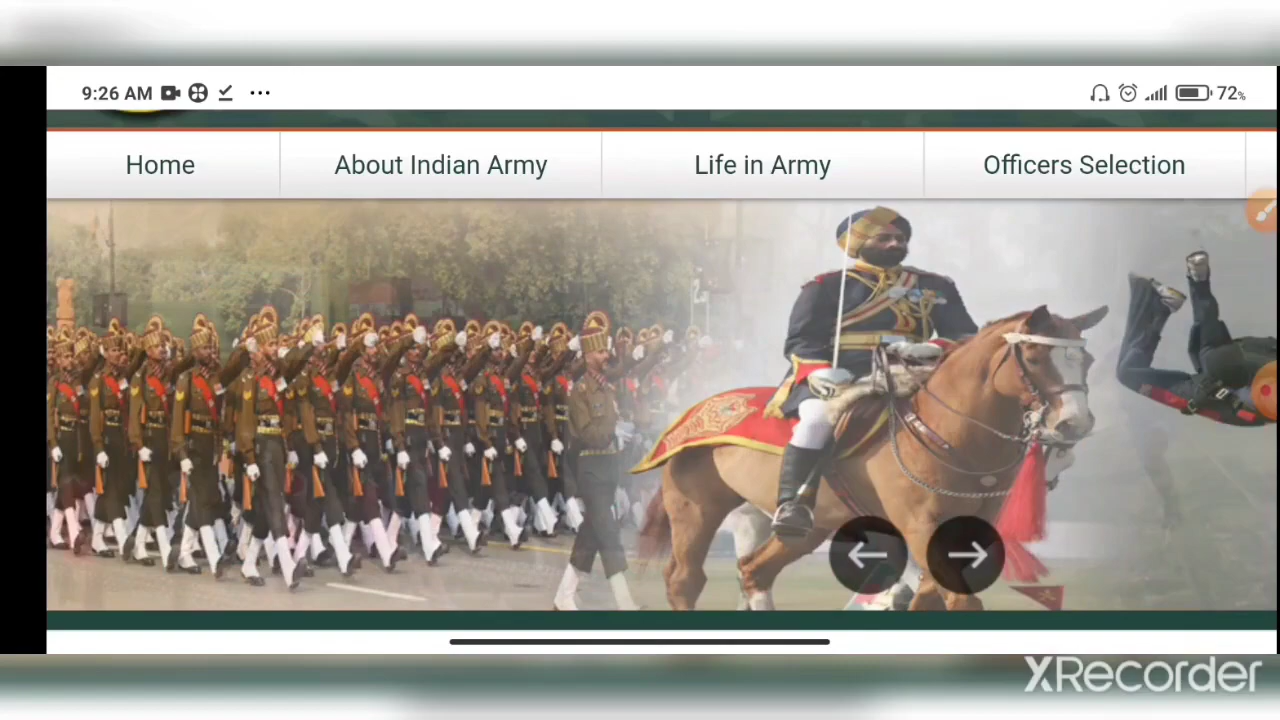 9:26 AM
72%
Home
About Indian Army
Life in Army
Officers Selection
XRecorder